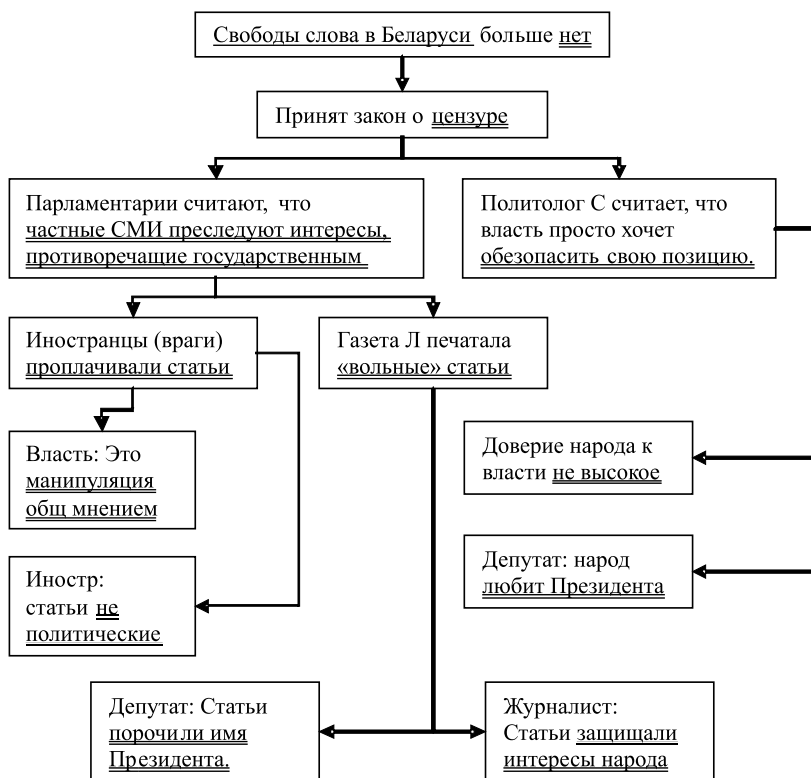 Свободы слова в Беларуси больше нет
Принят закон о цензуре
Парламентарии считают, что
частные СМИ преследуют интересы,
противоречащие государственным
Политолог С считает, что
власть просто хочет
обезопасить свою позицию.
Иностранцы (враги)
проплачивали статьи
Газета Л печатала
«вольные» статьи
Власть: Это
манипуляция
общ мнением
Доверие народа к
власти не высокое
Иностр:
статьи не
политические
Депутат: народ
любит Президента
Депутат: Статьи
порочили имя
Президента.
Журналист:
Статьи защищали
интересы народа